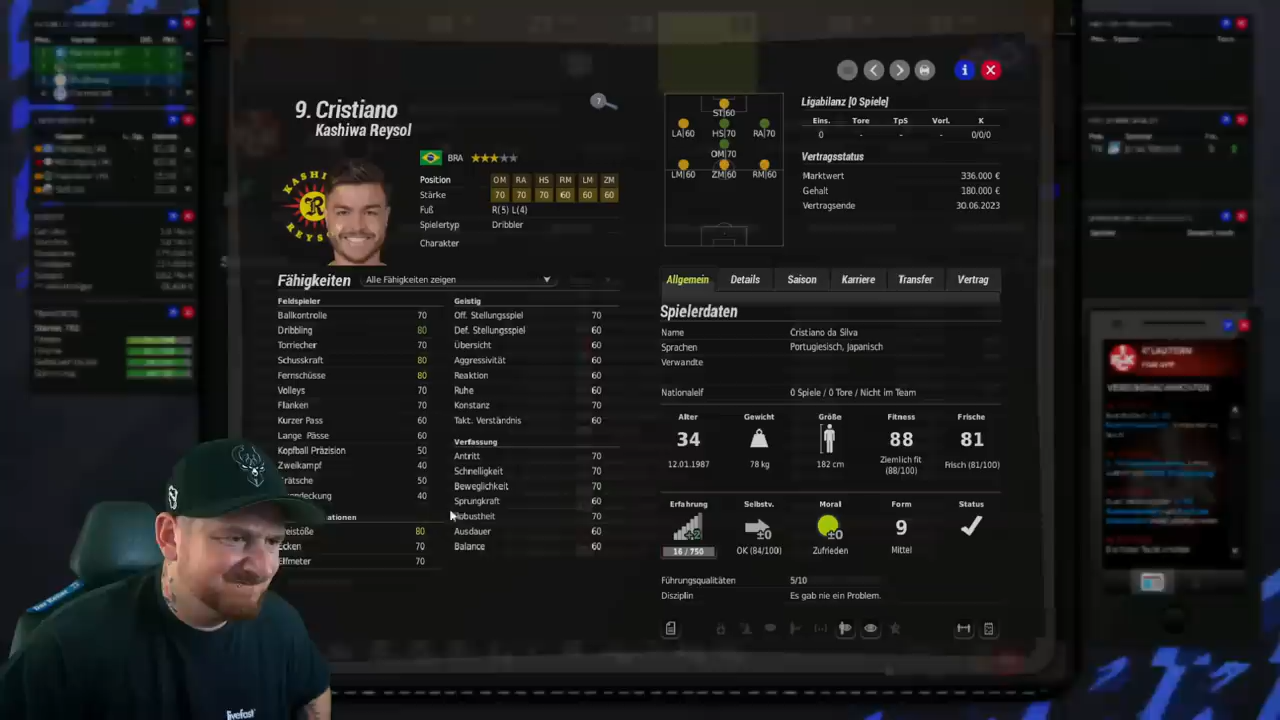 9. Cristiano
Kashiwa Reysol
BRA
Position OM RA HS RM LM ZM
Stärke 70 70 70 60 60 60
Fuß R(5) L(4)
Spielertyp Dribbler
Charakter
ST|60
LA|60 HS|70 RA|70
OM|70
LM|60 ZM|60 RM|60
Ligabilanz [0 Spiele]
Eins. Tore TpS Vorl. K
0 - - - 0/0/0
Vertragsstatus
Marktwert 336.000 €
Gehalt 180.000 €
Vertragsende 30.06.2023
Fähigkeiten Alle Fähigkeiten zeigen
Feldspieler
Ballkontrolle 70
Dribbling 80
Torriecher 70
Schusskraft 80
Fernschüsse 80
Volleys 70
Flanken 70
Kurzer Pass 60
Lange Pässe 60
Kopfball Präzision 50
Zweikampf 40
ätsche 50
ndeckung 40
ationen
eistöße 80
Ecken 70
Elfmeter 70
Geistig
Off. Stellungsspiel 70
Def. Stellungsspiel 60
Übersicht 60
Aggressivität 60
Reaktion 60
Ruhe 60
Konstanz 70
Takt. Verständnis 60
Verfassung
Antritt 70
Schnelligkeit 70
Beweglichkeit 70
Sprungkraft 60
obustheit 70
Ausdauer 60
Balance 60
Allgemein Details Saison Karriere Transfer Vertrag
Spielerdaten
Name Cristiano da Silva
Sprachen Portugiesisch, Japanisch
Verwandte
Nationalelf 0 Spiele / 0 Tore / Nicht im Team
Alter Gewicht Größe Fitness Frische
34 88 81
12.01.1987 78 kg 182 cm Ziemlich fit (88/100) Frisch (81/100)
Erfahrung Selbstv. Moral Form Status
±0 ±0 9
16 / 750 OK (84/100) Zufrieden Mittel
Führungsqualitäten 5/10
Disziplin Es gab nie ein Problem.